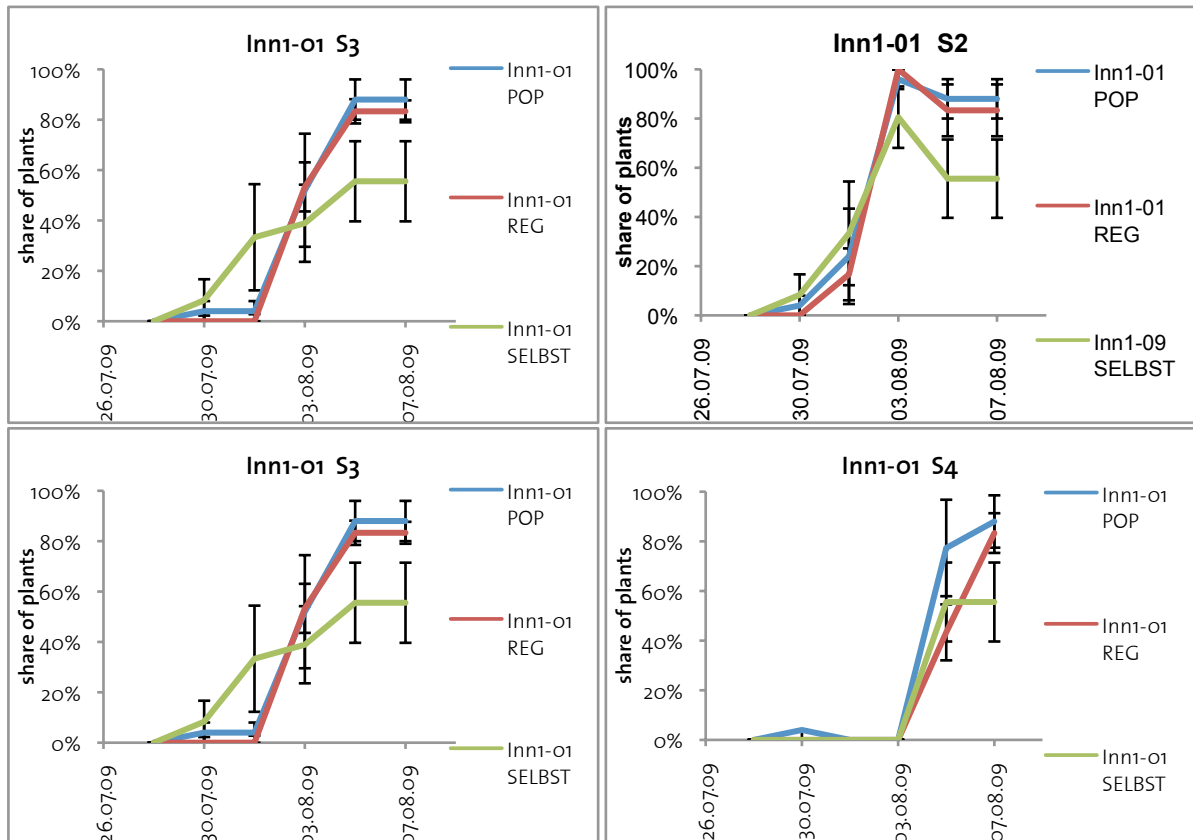 Inn1-01 S3
100%
80%
60%
40%
20%
0%
share of plants
26.07.09
30.07.09
03.08.09
07.08.09
Inn1-01
POP
Inn1-01
REG
Inn1-01
SELBST
Inn1-01 S2
100%
80%
60%
40%
20%
0%
share of plants
26.07.09
30.07.09
03.08.09
07.08.09
Inn1-01
POP
Inn1-01
REG
Inn1-09
SELBST
Inn1-01 S3
100%
80%
60%
40%
20%
0%
share of plants
26.07.09
30.07.09
03.08.09
07.08.09
Inn1-01
POP
Inn1-01
REG
Inn1-01
SELBST
Inn1-01 S4
100%
80%
60%
40%
20%
0%
share of plants
26.07.09
30.07.09
03.08.09
07.08.09
Inn1-01
POP
Inn1-01
REG
Inn1-01
SELBST